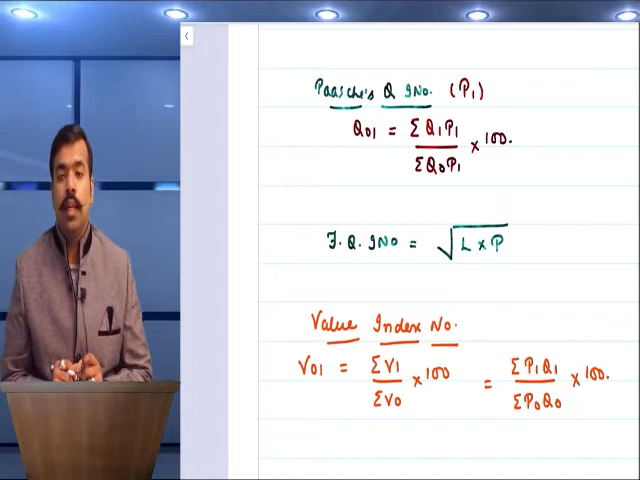 Paasche's Q INo. (P1)
Q01 = ΣQ1P1 / ΣQ0P1 × 100.
F. Q. INO = √L × P
Value Index No.
V01 = ΣV1 / ΣV0 × 100 = ΣP1Q1 / ΣP0Q0 × 100.